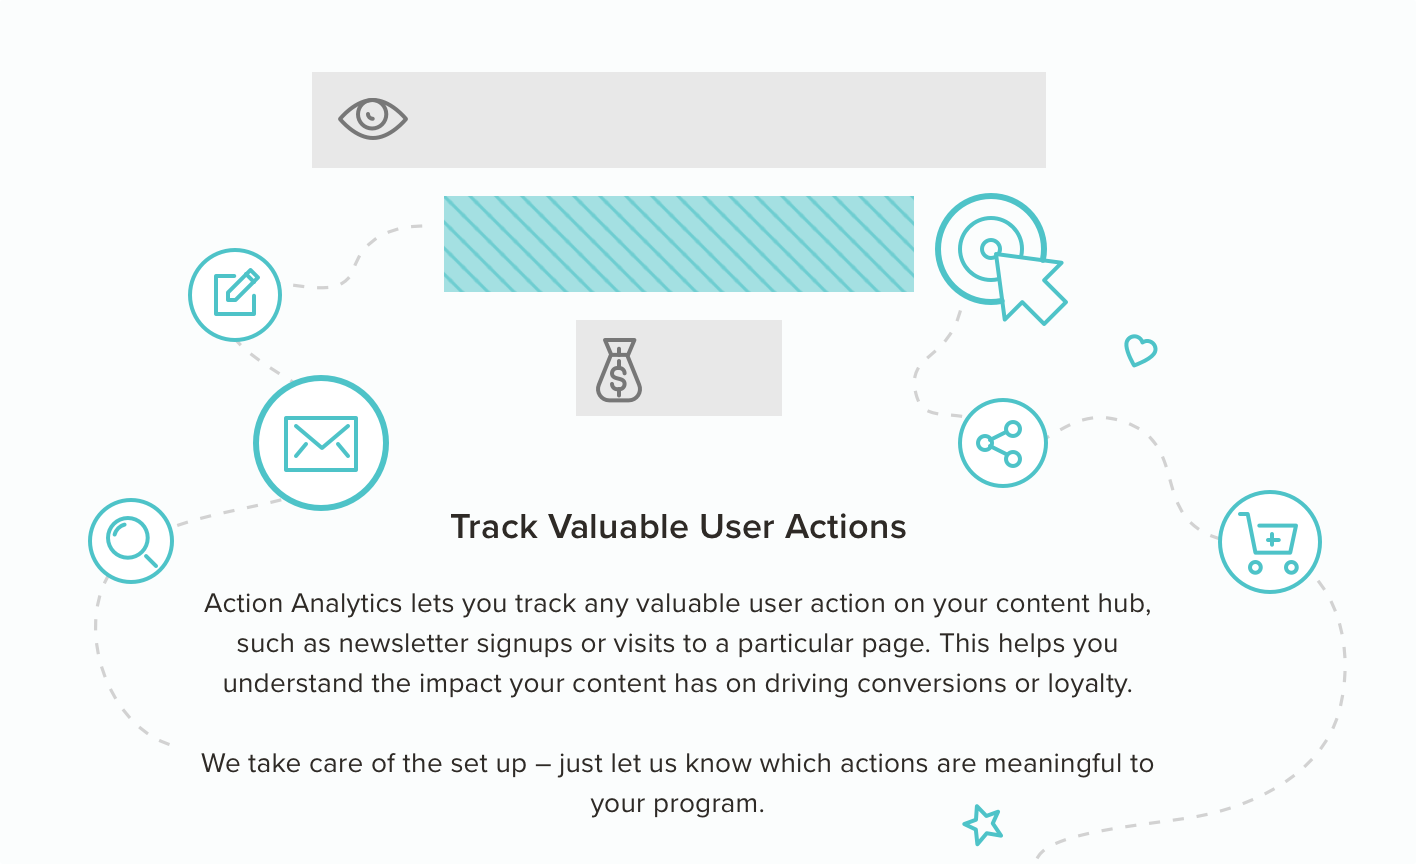 Track Valuable User Actions
Action Analytics lets you track any valuable user action on your content hub,
such as newsletter signups or visits to a particular page. This helps you
understand the impact your content has on driving conversions or loyalty.
We take care of the set up – just let us know which actions are meaningful to
your program.